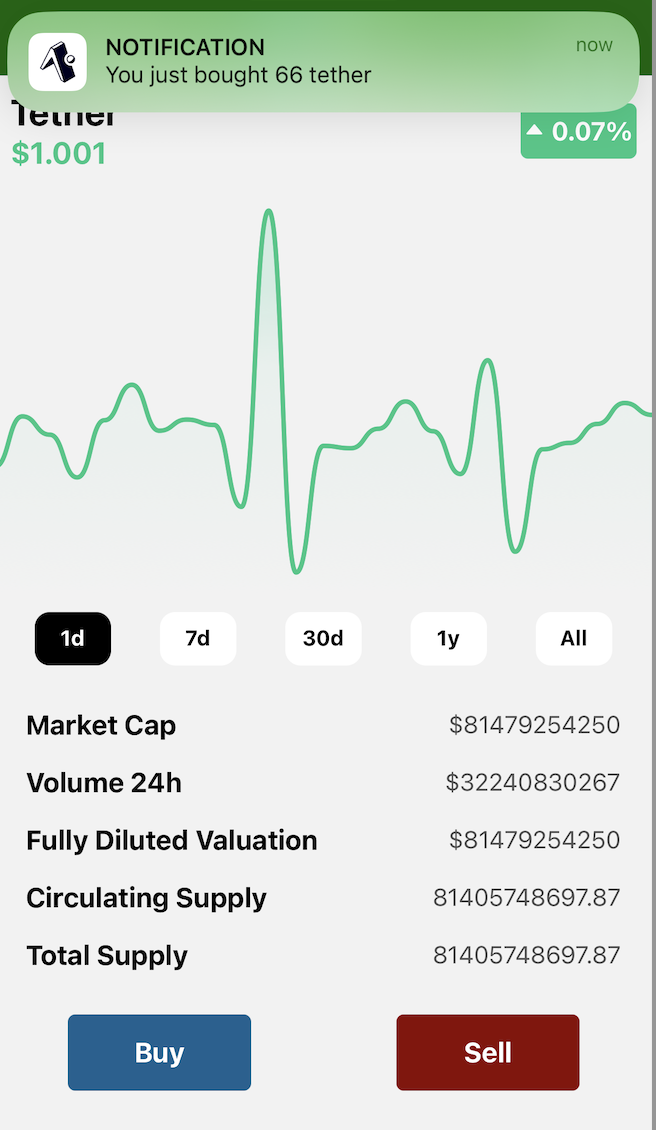 NOTIFICATION
now
You just bought 66 tether
Tether
$1.001
▲ 0.07%
1d
7d
30d
1y
All
Market Cap
$81479254250
Volume 24h
$32240830267
Fully Diluted Valuation
$81479254250
Circulating Supply
81405748697.87
Total Supply
81405748697.87
Buy
Sell